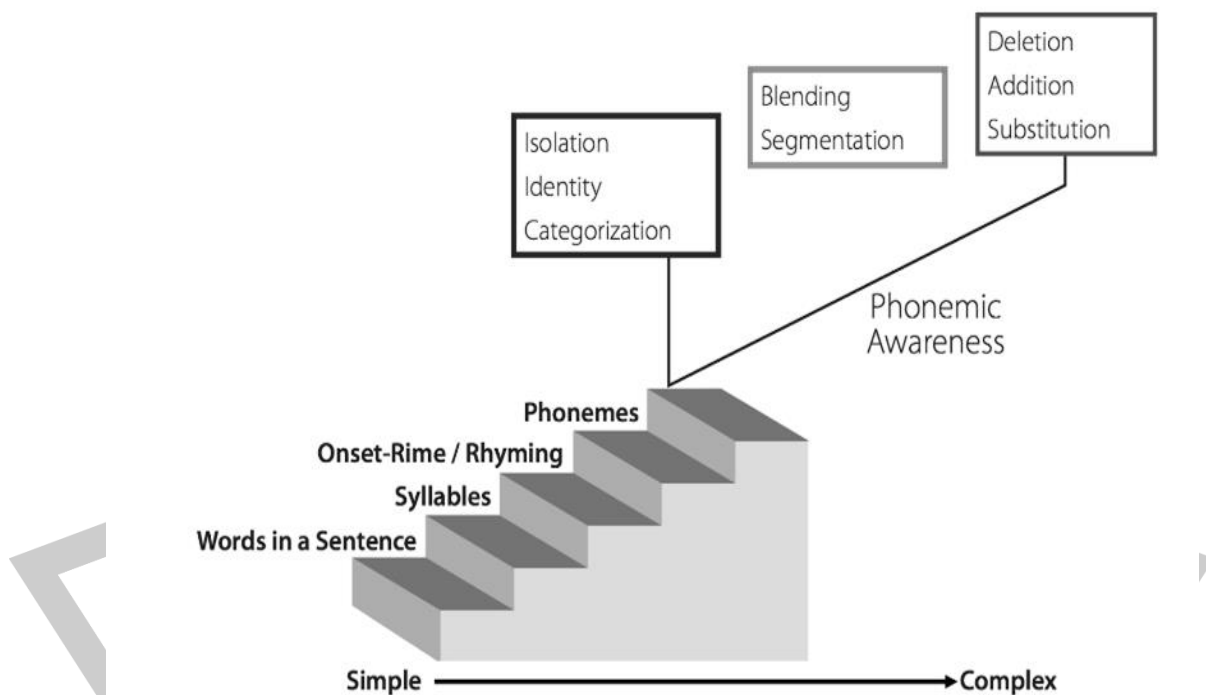 Deletion
Addition
Substitution
Blending
Segmentation
Isolation
Identity
Categorization
Phonemic
Awareness
Phonemes
Onset-Rime / Rhyming
Syllables
Words in a Sentence
Simple
Complex